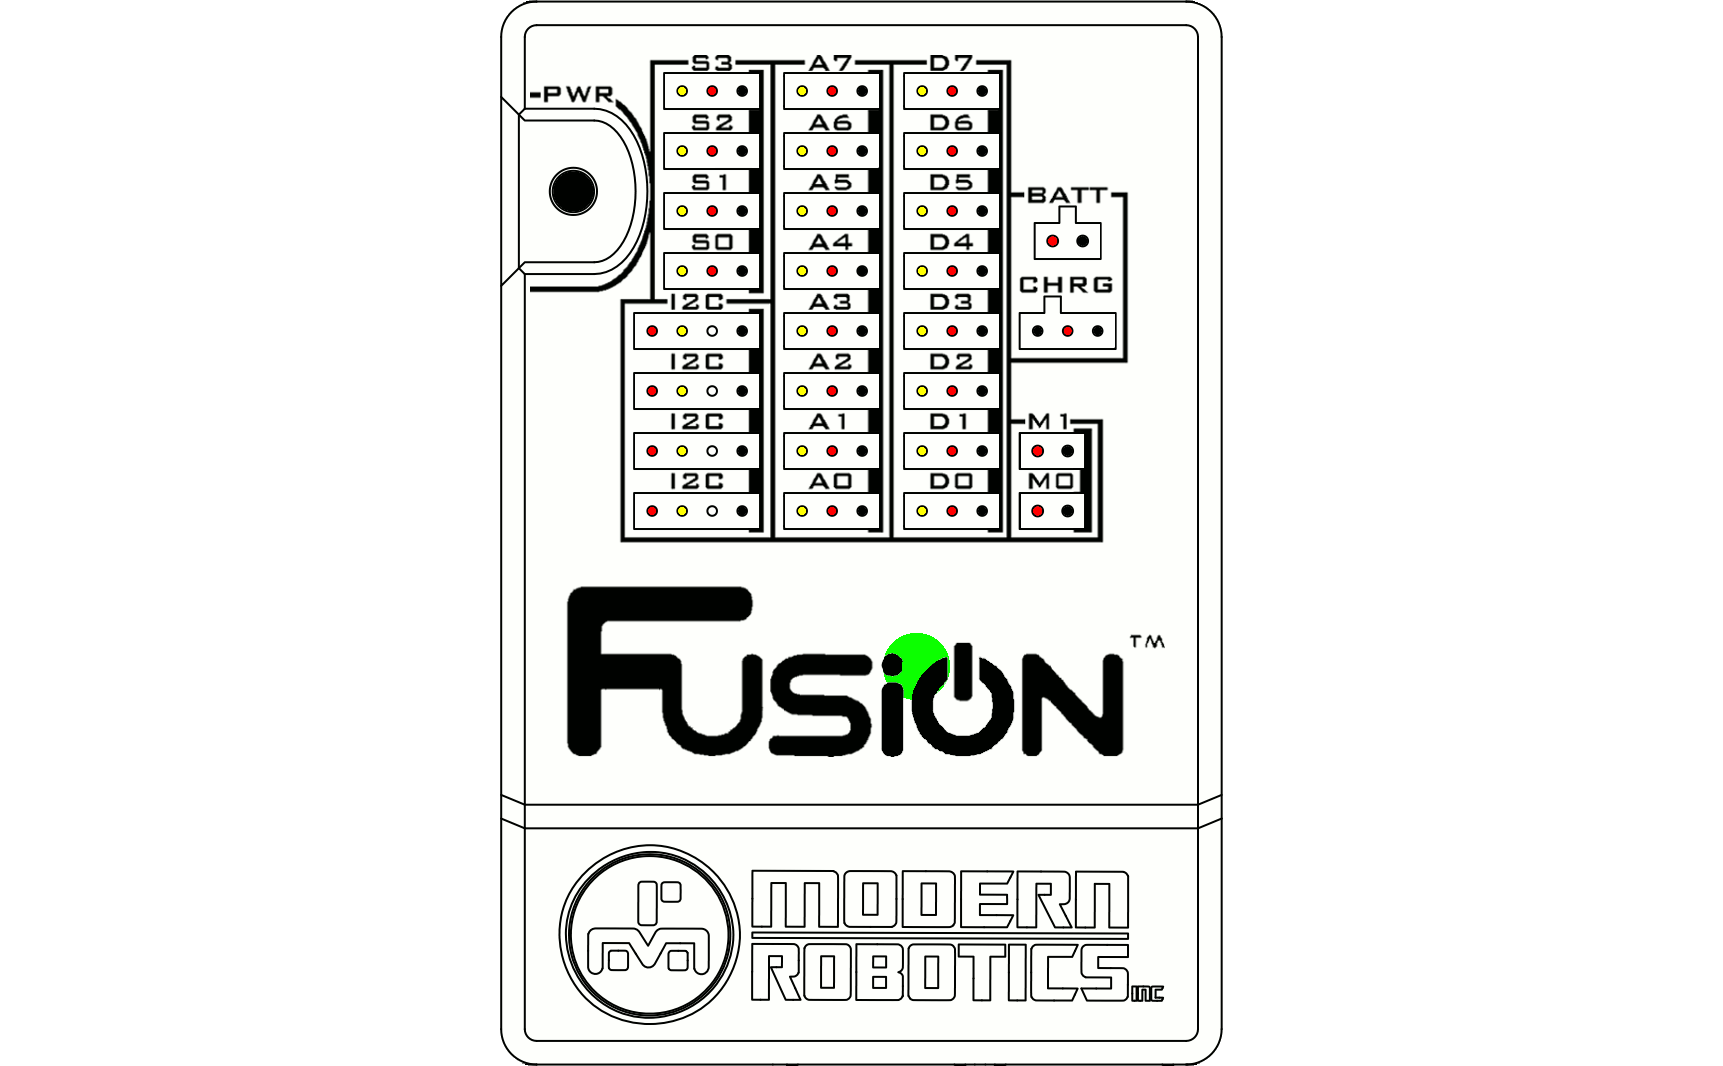 S3 A7 D7
PWR
S2 A6 D6
S1 A5 D5
BATT
S0 A4 D4
CHRG
I2C A3 D3
I2C A2 D2
I2C A1 D1 M1
I2C A0 D0 M0
FUSION ™
MODERN
ROBOTICS INC